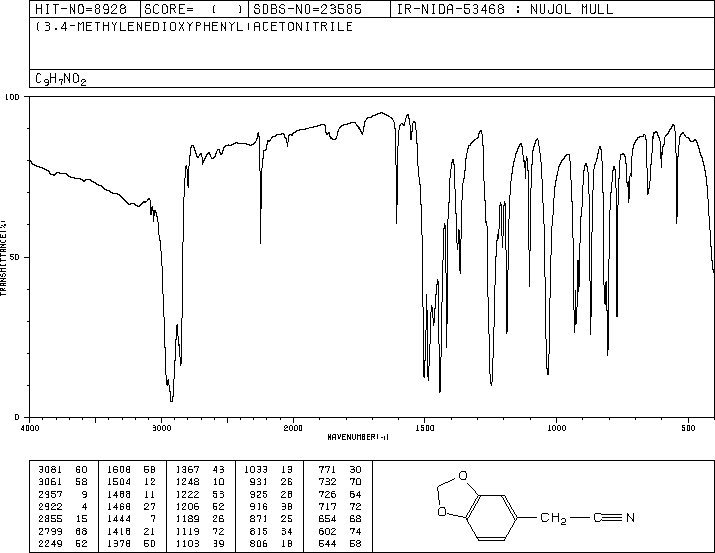 HIT-NO=8928 SCORE= ( ) SDBS-NO=23585 IR-NIDA-53468 : NUJOL MULL
(3,4-METHYLENEDIOXYPHENYL)ACETONITRILE
C9H7NO2
100
50
0
TRANSMITTANCE(%)
4000 3000 2000 1500 1000 500
WAVENUMBER(-1)
3081 60 1608 58 1367 43 1033 13 771 30
3061 58 1504 12 1248 10 931 26 732 70
2957 9 1488 11 1222 53 925 28 726 64
2922 4 1468 27 1206 52 916 38 717 72
2855 15 1444 7 1189 26 871 25 654 68
2799 68 1418 21 1119 72 815 34 602 74
2249 52 1378 50 1103 39 806 18 544 58
O
O
CH2 C≡N